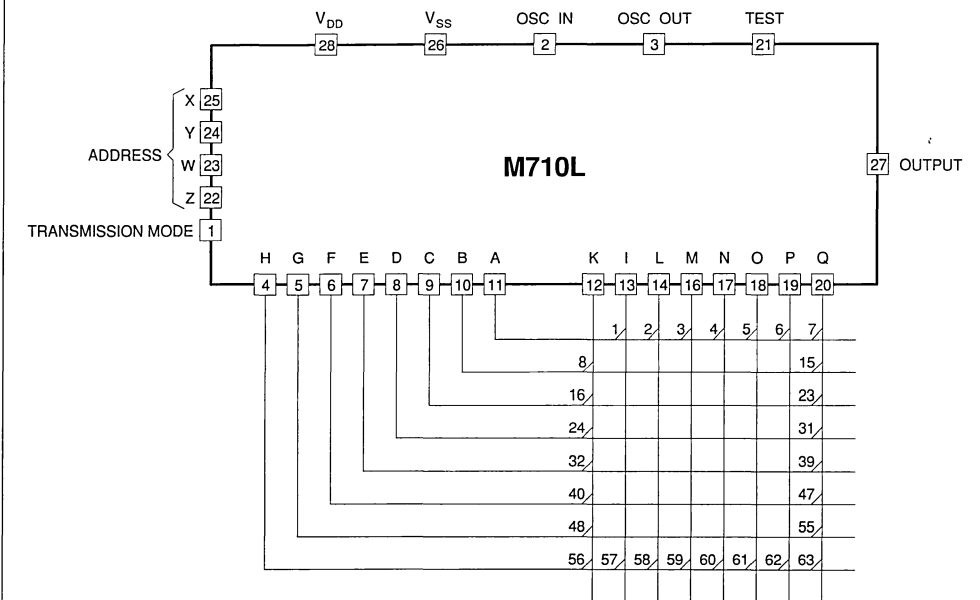 V_DD V_SS OSC IN OSC OUT TEST
28 26 2 3 21
X 25
Y 24
ADDRESS
W 23
M710L
27 OUTPUT
Z 22
TRANSMISSION MODE 1
H G F E D C B A K I L M N O P Q
4 5 6 7 8 9 10 11 12 13 14 16 17 18 19 20
1 2 3 4 5 6 7
8 15
16 23
24 31
32 39
40 47
48 55
56 57 58 59 60 61 62 63